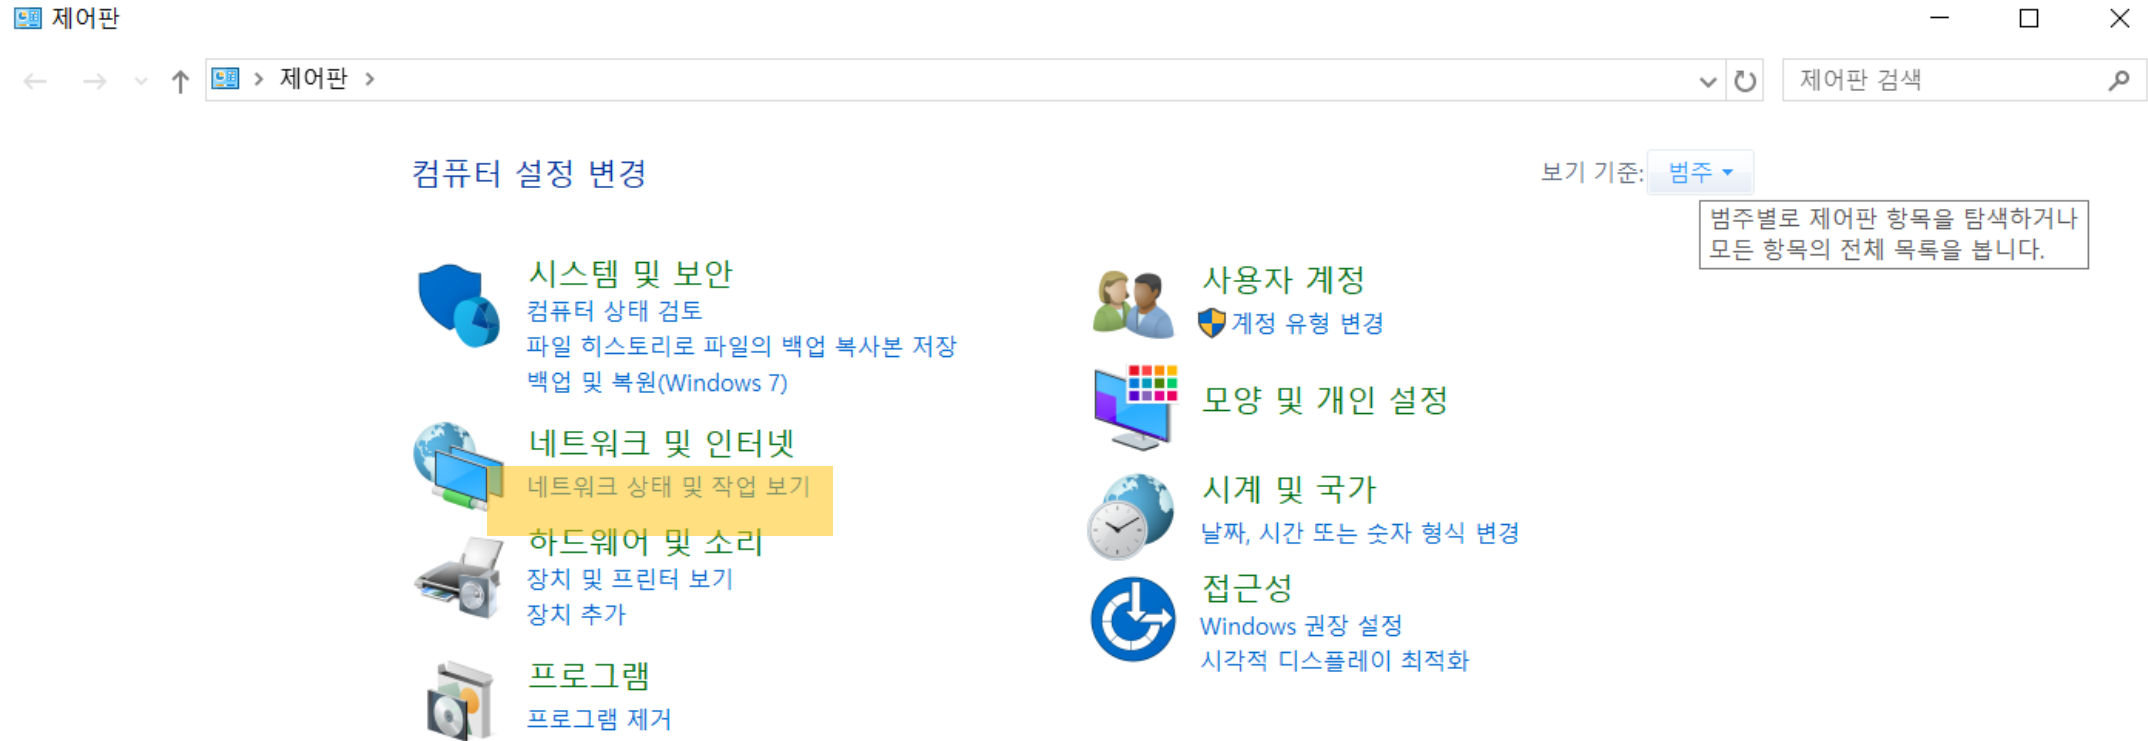 제어판
제어판
제어판 검색
컴퓨터 설정 변경
보기 기준: 범주
범주별로 제어판 항목을 탐색하거나
모든 항목의 전체 목록을 봅니다.
시스템 및 보안
컴퓨터 상태 검토
파일 히스토리로 파일의 백업 복사본 저장
백업 및 복원(Windows 7)
네트워크 및 인터넷
네트워크 상태 및 작업 보기
하드웨어 및 소리
장치 및 프린터 보기
장치 추가
프로그램
프로그램 제거
사용자 계정
계정 유형 변경
모양 및 개인 설정
시계 및 국가
날짜, 시간 또는 숫자 형식 변경
접근성
Windows 권장 설정
시각적 디스플레이 최적화